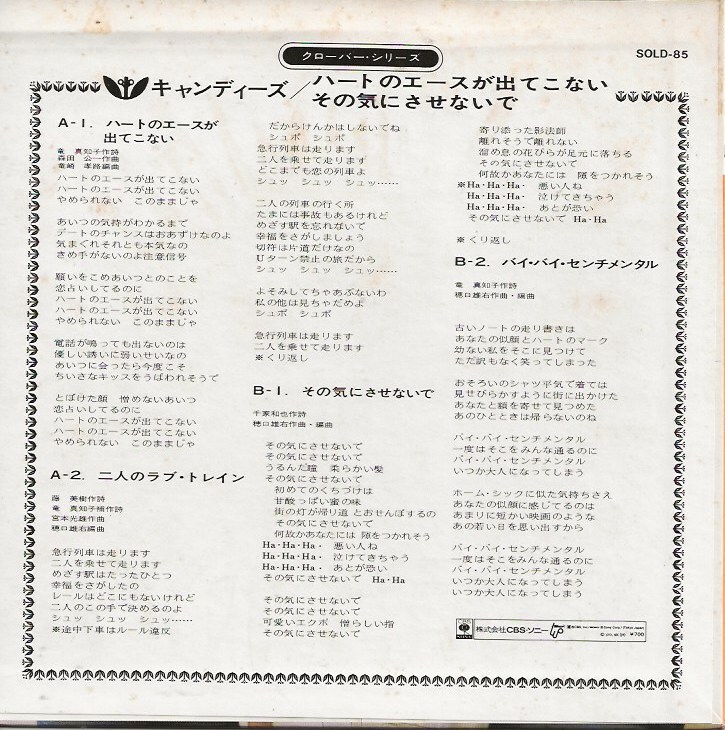 クローバー・シリーズ
SOLD-85
キャンディーズ/ハートのエースが出てこない
その気にさせないで
A-1. ハートのエースが
出てこない
竜 真知子作詩
森田 公一作曲
竜崎 孝路編曲
ハートのエースが出てこない
ハートのエースが出てこない
やめられない このままじゃ
あいつの気持がわかるまで
デートのチャンスはおあずけなのよ
気まぐれそれとも本気なの
きめ手がないのよ注意信号
願いをこめあいつとのことを
恋占いしてるのに
ハートのエースが出てこない
ハートのエースが出てこない
やめられない このままじゃ
電話が鳴っても出ないのは
優しい誘いに弱いせいなの
あいつに会ったら今度こそ
ちいさなキッスをうばわれそうで
とぼけた顔 憎めないあいつ
恋占いしてるのに
ハートのエースが出てこない
ハートのエースが出てこない
やめられない このままじゃ
A-2. 二人のラブ・トレイン
藤 美樹作詩
竜 真知子補作詩
宮本光雄作曲
穂口雄右編曲
急行列車は走ります
二人を乗せて走ります
めざす駅はたったひとつ
幸福をさがしたの
レールはどこにもないけれど
二人のこの手で決めるのよ
シュッ シュッ シュッ……
※途中下車はルール違反
だからけんかはしないでね
シュポ シュポ
急行列車は走ります
二人を乗せて走ります
どこまでも恋の列車よ
シュッ シュッ シュッ……
二人の列車の行く所
たまには事故もあるけれど
めざす駅を忘れないで
幸福をさがしましょう
切符は片道だけなの
Uターン禁止の旅だから
シュッ シュッ シュッ……
よそみしてちゃあぶないわ
私の他は見ちゃだめよ
シュポ シュポ
急行列車は走ります
二人を乗せて走ります
※くり返し
B-1. その気にさせないで
千家和也作詩
穂口雄右作曲・編曲
その気にさせないで
その気にさせないで
うるんだ瞳 柔らかい髪
その気にさせないで
初めてのくちづけは
甘酸っぱい蜜の味
街の灯が帰り道 とおせんぼするの
その気にさせないで
何故かあなたには 隙をつかれそう
Ha・Ha・Ha・ 悪い人ね
Ha・Ha・Ha・ 泣けてきちゃう
Ha・Ha・Ha・ あとが恐い
その気にさせないで Ha・Ha
その気にさせないで
その気にさせないで
可愛いエクボ 憎らしい指
その気にさせないで
寄り添った影法師
離れそうで離れない
溜め息の花びらが足元に落ちる
その気にさせないで
何故かあなたには 隙をつかれそう
※Ha・Ha・Ha・ 悪い人ね
Ha・Ha・Ha・ 泣けてきちゃう
Ha・Ha・Ha・ あとが恐い
その気にさせないで Ha・Ha
※くり返し
B-2. バイ・バイ・センチメンタル
竜 真知子作詩
穂口雄右作曲・編曲
古いノートの走り書きは
あなたの似顔とハートのマーク
幼ない私をそこに見つけて
ただ訳もなく笑ってしまった
おそろいのシャツ平気で着ては
見せびらかすように街に出かけた
あなたと額を寄せて見つめた
あのひとときは帰らないのね
バイ・バイ・センチメンタル
一度はそこをみんな通るのに
バイ・バイ・センチメンタル
いつか大人になってしまう
ホーム・シックに似た気持ちさえ
あなたの似顔に感じてるのは
あまりに短かい映画のような
あの若い日を思い出すから
バイ・バイ・センチメンタル
一度はそこをみんな通るのに
バイ・バイ・センチメンタル
いつか大人になってしまう
いつか大人になってしまう
CBS
SONY
株式会社CBS・ソニー
¥700